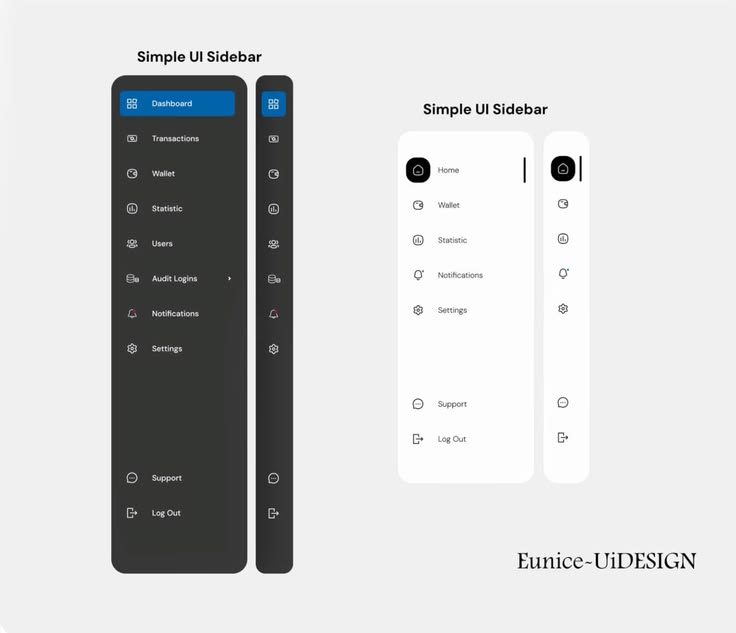 Simple UI Sidebar
Dashboard
Transactions
Wallet
Statistic
Users
Audit Logins
Notifications
Settings
Support
Log Out
Simple UI Sidebar
Home
Wallet
Statistic
Notifications
Settings
Support
Log Out
Eunice~UiDESIGN